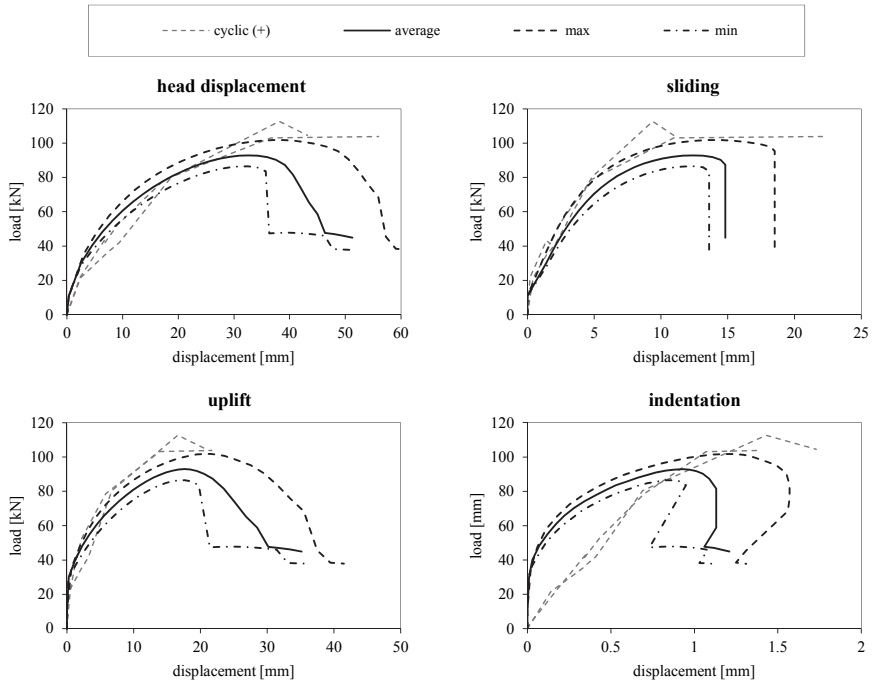 cyclic (+) average max min
head displacement
120
100
80
60
40
20
0
load [kN]
0 10 20 30 40 50 60
displacement [mm]
sliding
120
100
80
60
40
20
0
load [kN]
0 5 10 15 20 25
displacement [mm]
uplift
120
100
80
60
40
20
0
load [kN]
0 10 20 30 40 50
displacement [mm]
indentation
120
100
80
60
40
20
0
load [mm]
0 0.5 1 1.5 2
displacement [mm]